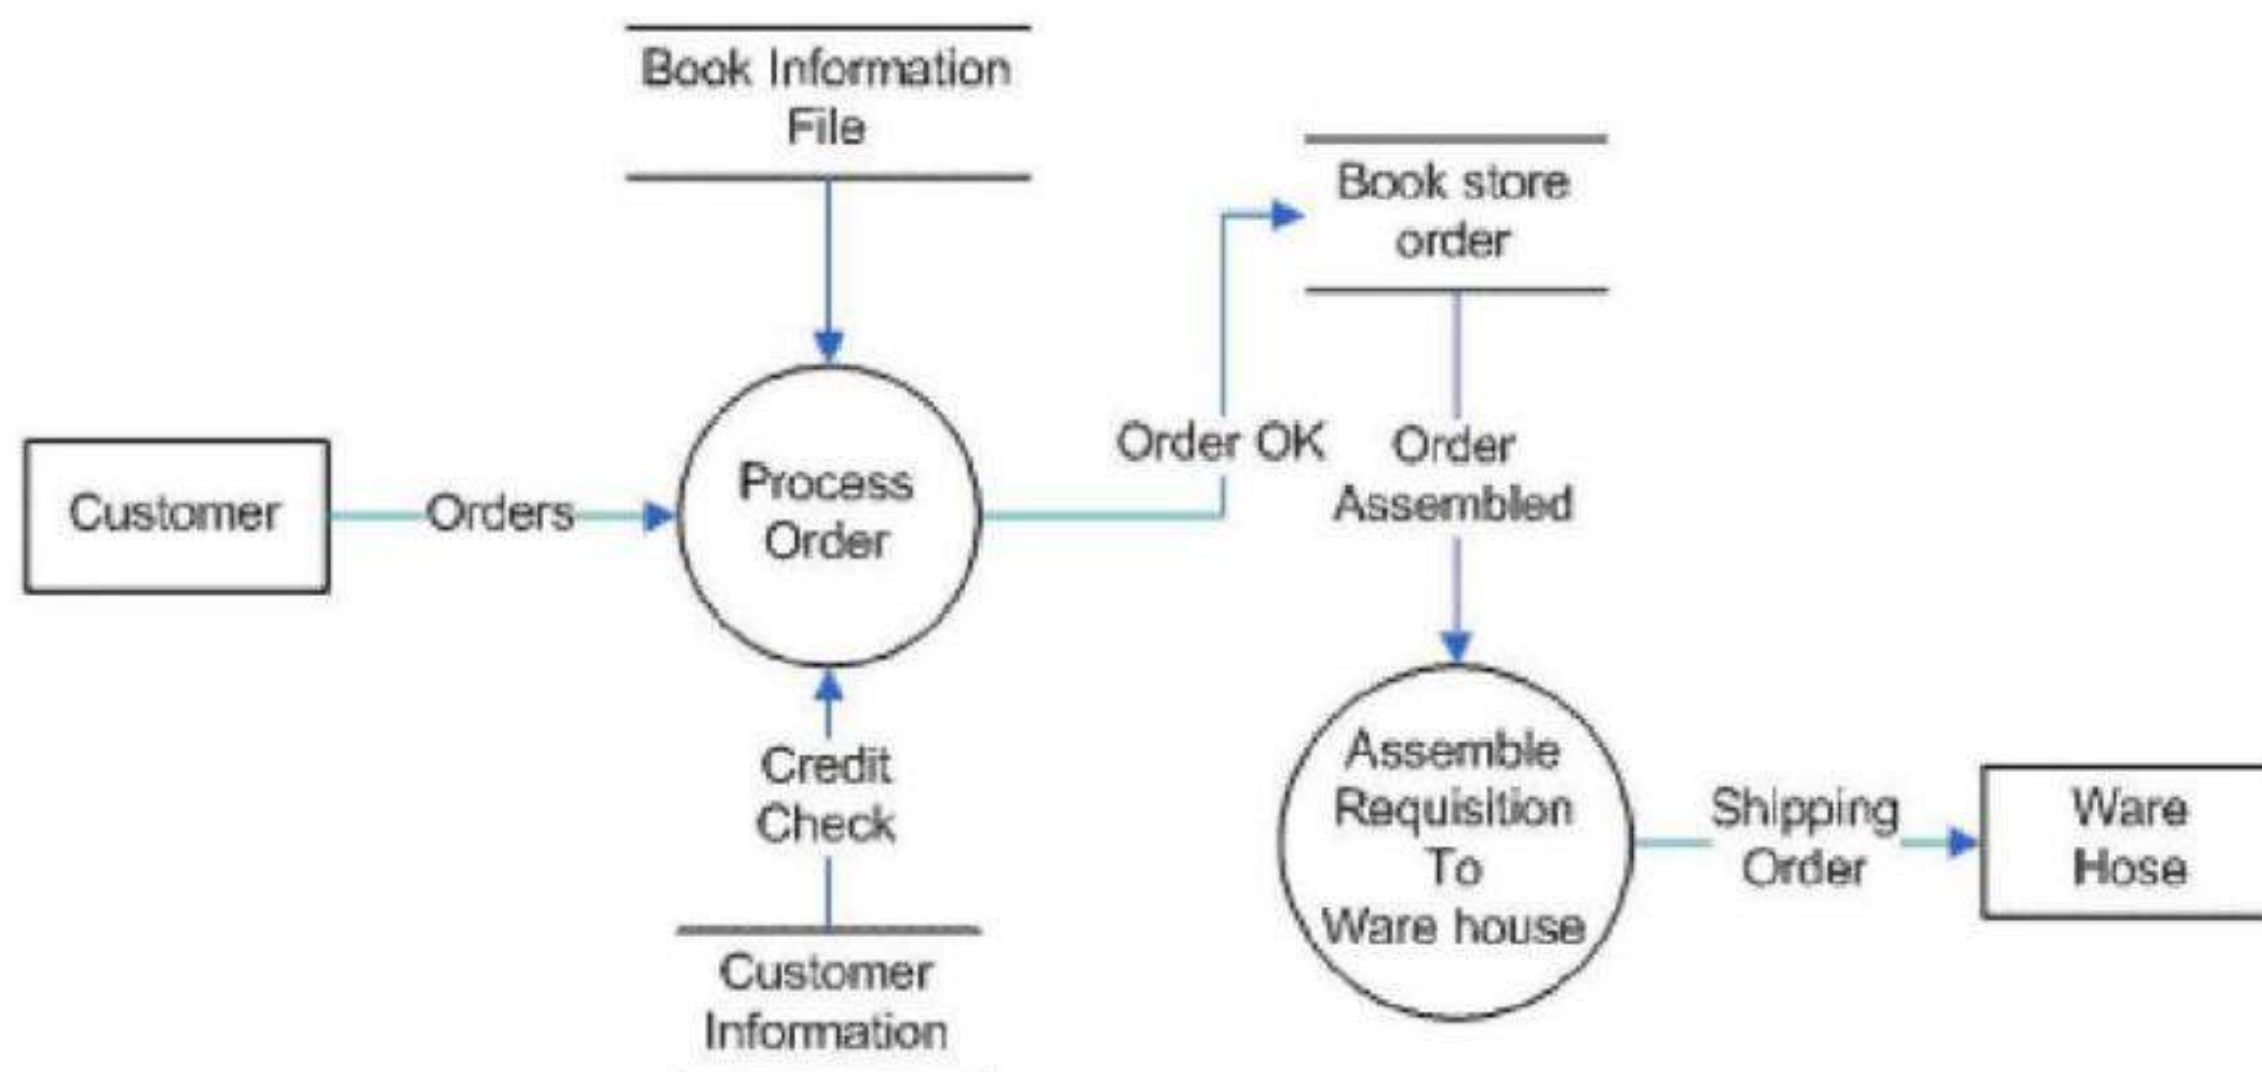 Book Information
File
Book store
order
Order OK
Order
Assembled
Customer
Orders
Process
Order
Credit
Check
Customer
Information
Assemble
Requisition
To
Ware house
Shipping
Order
Ware
Hose